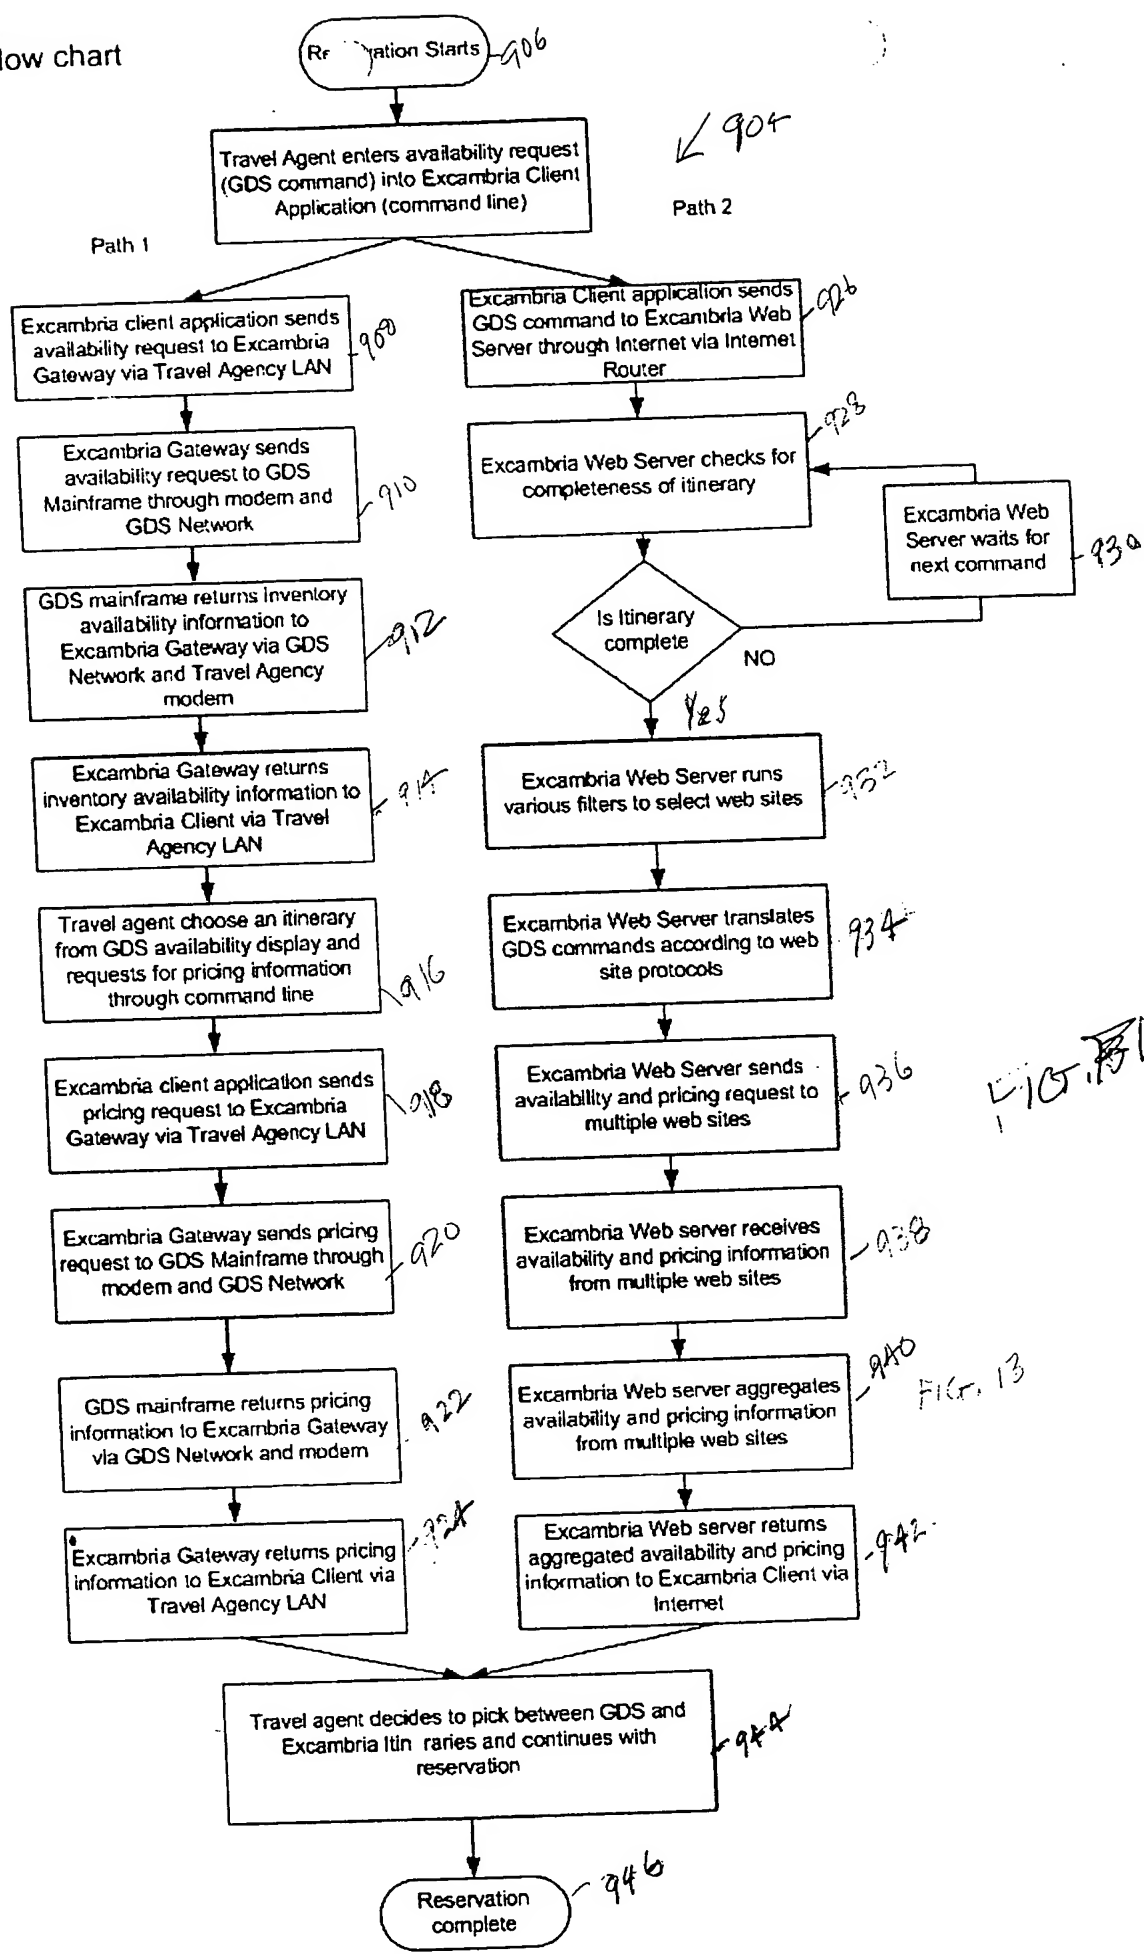 low chart
ation Starts
906
Travel Agent enters availability request
(GDS command) into Excambria Client
Application (command line)
904
Path 1
Path 2
Excambria client application sends
availability request to Excambria
Gateway via Travel Agency LAN
Excambria Gateway sends
availability request to GDS
Mainframe through modem and
GDS Network
910
GDS mainframe returns inventory
availability information to
Excambria Gateway via GDS
Network and Travel Agency
modem
912
Excambria Gateway returns
inventory availability information to
Excambria Client via Travel
Agency LAN
914
Travel agent choose an itinerary
from GDS availability display and
requests for pricing information
through command line
916
Excambria client application sends
pricing request to Excambria
Gateway via Travel Agency LAN
918
Excambria Gateway sends pricing
request to GDS Mainframe through
modem and GDS Network
920
GDS mainframe returns pricing
information to Excambria Gateway
via GDS Network and modem
922
Excambria Gateway returns pricing
information to Excambria Client via
Travel Agency LAN
924
Excambria Client application sends
GDS command to Excambria Web
Server through Internet via Internet
Router
926
Excambria Web Server checks for
completeness of itinerary
928
Excambria Web
Server waits for
next command
930
Is Itinerary
complete
NO
Yes
Excambria Web Server runs
various filters to select web sites
932
Excambria Web Server translates
GDS commands according to web
site protocols
934
Excambria Web Server sends
availability and pricing request to
multiple web sites
936
Excambria Web server receives
availability and pricing information
from multiple web sites
938
Excambria Web server aggregates
availability and pricing information
from multiple web sites
940
Excambria Web server returns
aggregated availability and pricing
information to Excambria Client via
Internet
942
FIG.
FIG. 13
Travel agent decides to pick between GDS and
Excambria Itin raries and continues with
reservation
944
Reservation
complete
946